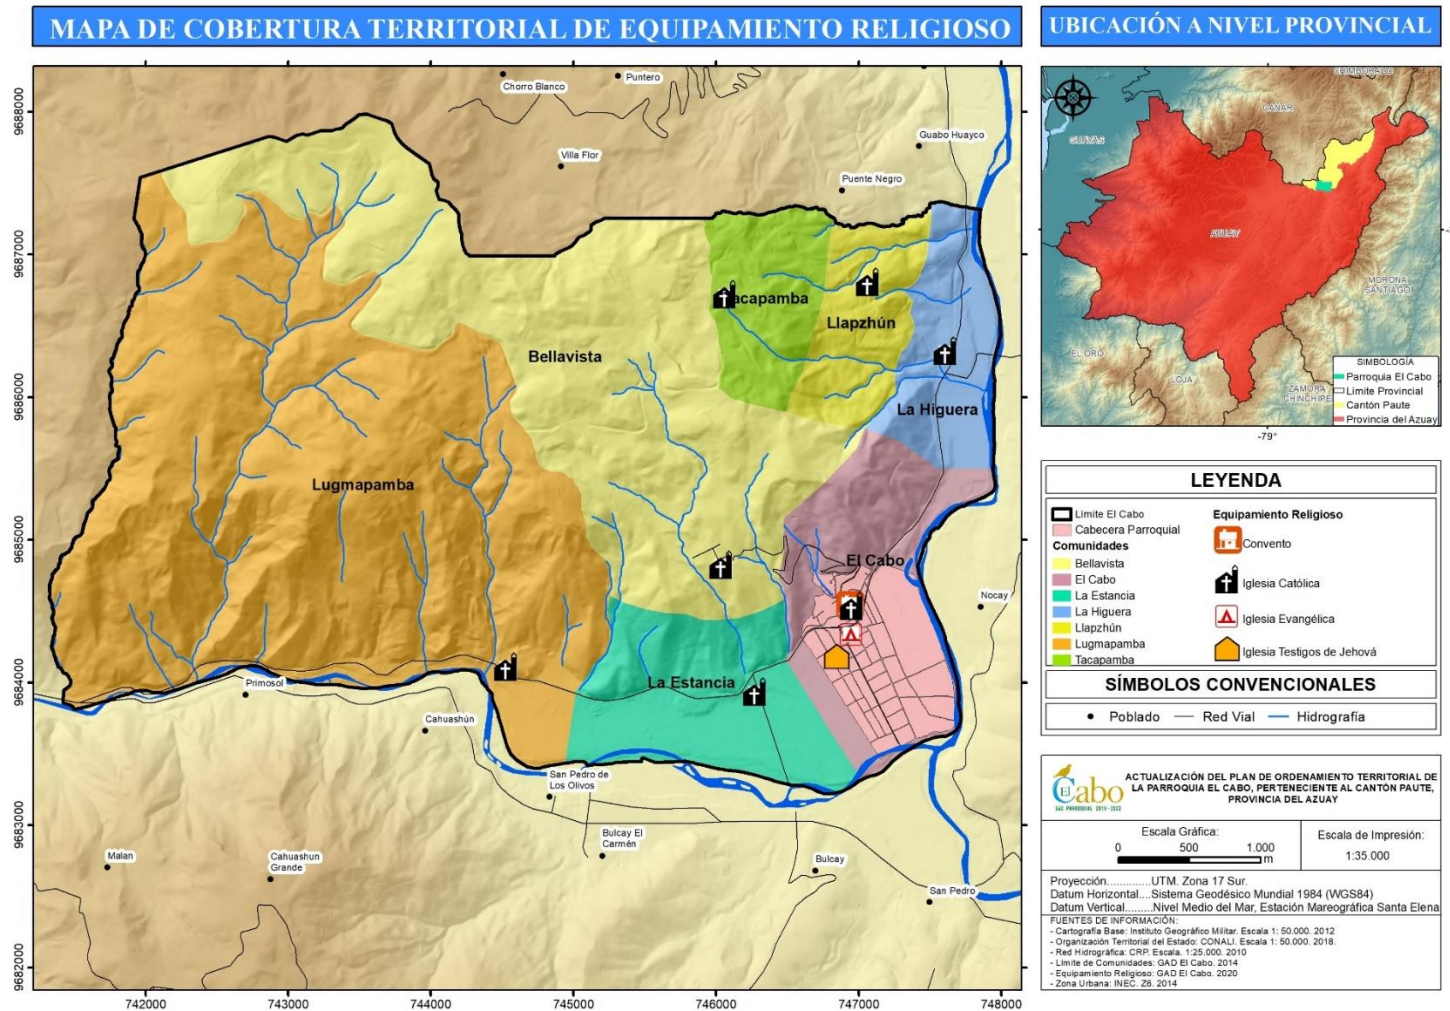 MAPA DE COBERTURA TERRITORIAL DE EQUIPAMIENTO RELIGIOSO
9688000
9687000
9686000
9685000
9684000
9683000
9682000
742000
743000
744000
745000
746000
747000
748000
Chorro Blanco
Puntero
Villa Flor
Guabo Huayco
Puente Negro
Tacapamba
Llapzhún
Bellavista
La Higuera
Lugmapamba
El Cabo
Nocay
La Estancia
Primosol
Cahuashún
San Pedro de
Los Olivos
Bulcay El
Carmén
Bulcay
San Pedro
Malan
Cahuashun
Grande
UBICACIÓN A NIVEL PROVINCIAL
CHIMBORAZO
CAÑAR
GUAYAS
AZUAY
MORONA
SANTIAGO
EL ORO
LOJA
ZAMORA
CHINCHIPE
-79°
SIMBOLOGÍA
Parroquia El Cabo
Limite Provincial
Cantón Paute
Provincia del Azuay
LEYENDA
Limite El Cabo
Cabecera Parroquial
Comunidades
Bellavista
El Cabo
La Estancia
La Higuera
Llapzhún
Lugmapamba
Tacapamba
Equipamiento Religioso
Convento
Iglesia Católica
Iglesia Evangélica
Iglesia Testigos de Jehová
SÍMBOLOS CONVENCIONALES
Poblado
Red Vial
Hidrografía
El Cabo
GAD PARROQUIAL 2019-2023
ACTUALIZACIÓN DEL PLAN DE ORDENAMIENTO TERRITORIAL DE
LA PARROQUIA EL CABO, PERTENECIENTE AL CANTÓN PAUTE,
PROVINCIA DEL AZUAY
Escala Gráfica:
0 500 1.000
m
Escala de Impresión:
1:35.000
Proyección.............UTM. Zona 17 Sur.
Datum Horizontal....Sistema Geodésico Mundial 1984 (WGS84)
Datum Vertical.........Nivel Medio del Mar, Estación Mareográfica Santa Elena
FUENTES DE INFORMACIÓN:
- Cartografía Base: Instituto Geográfico Militar. Escala 1: 50.000. 2012
- Organización Territorial del Estado: CONALI. Escala 1: 50.000. 2018.
- Red Hidrográfica: CRP. Escala. 1:25.000. 2010
- Límite de Comunidades: GAD El Cabo. 2014
- Equipamiento Religioso: GAD El Cabo. 2020
- Zona Urbana: INEC. Z6. 2014